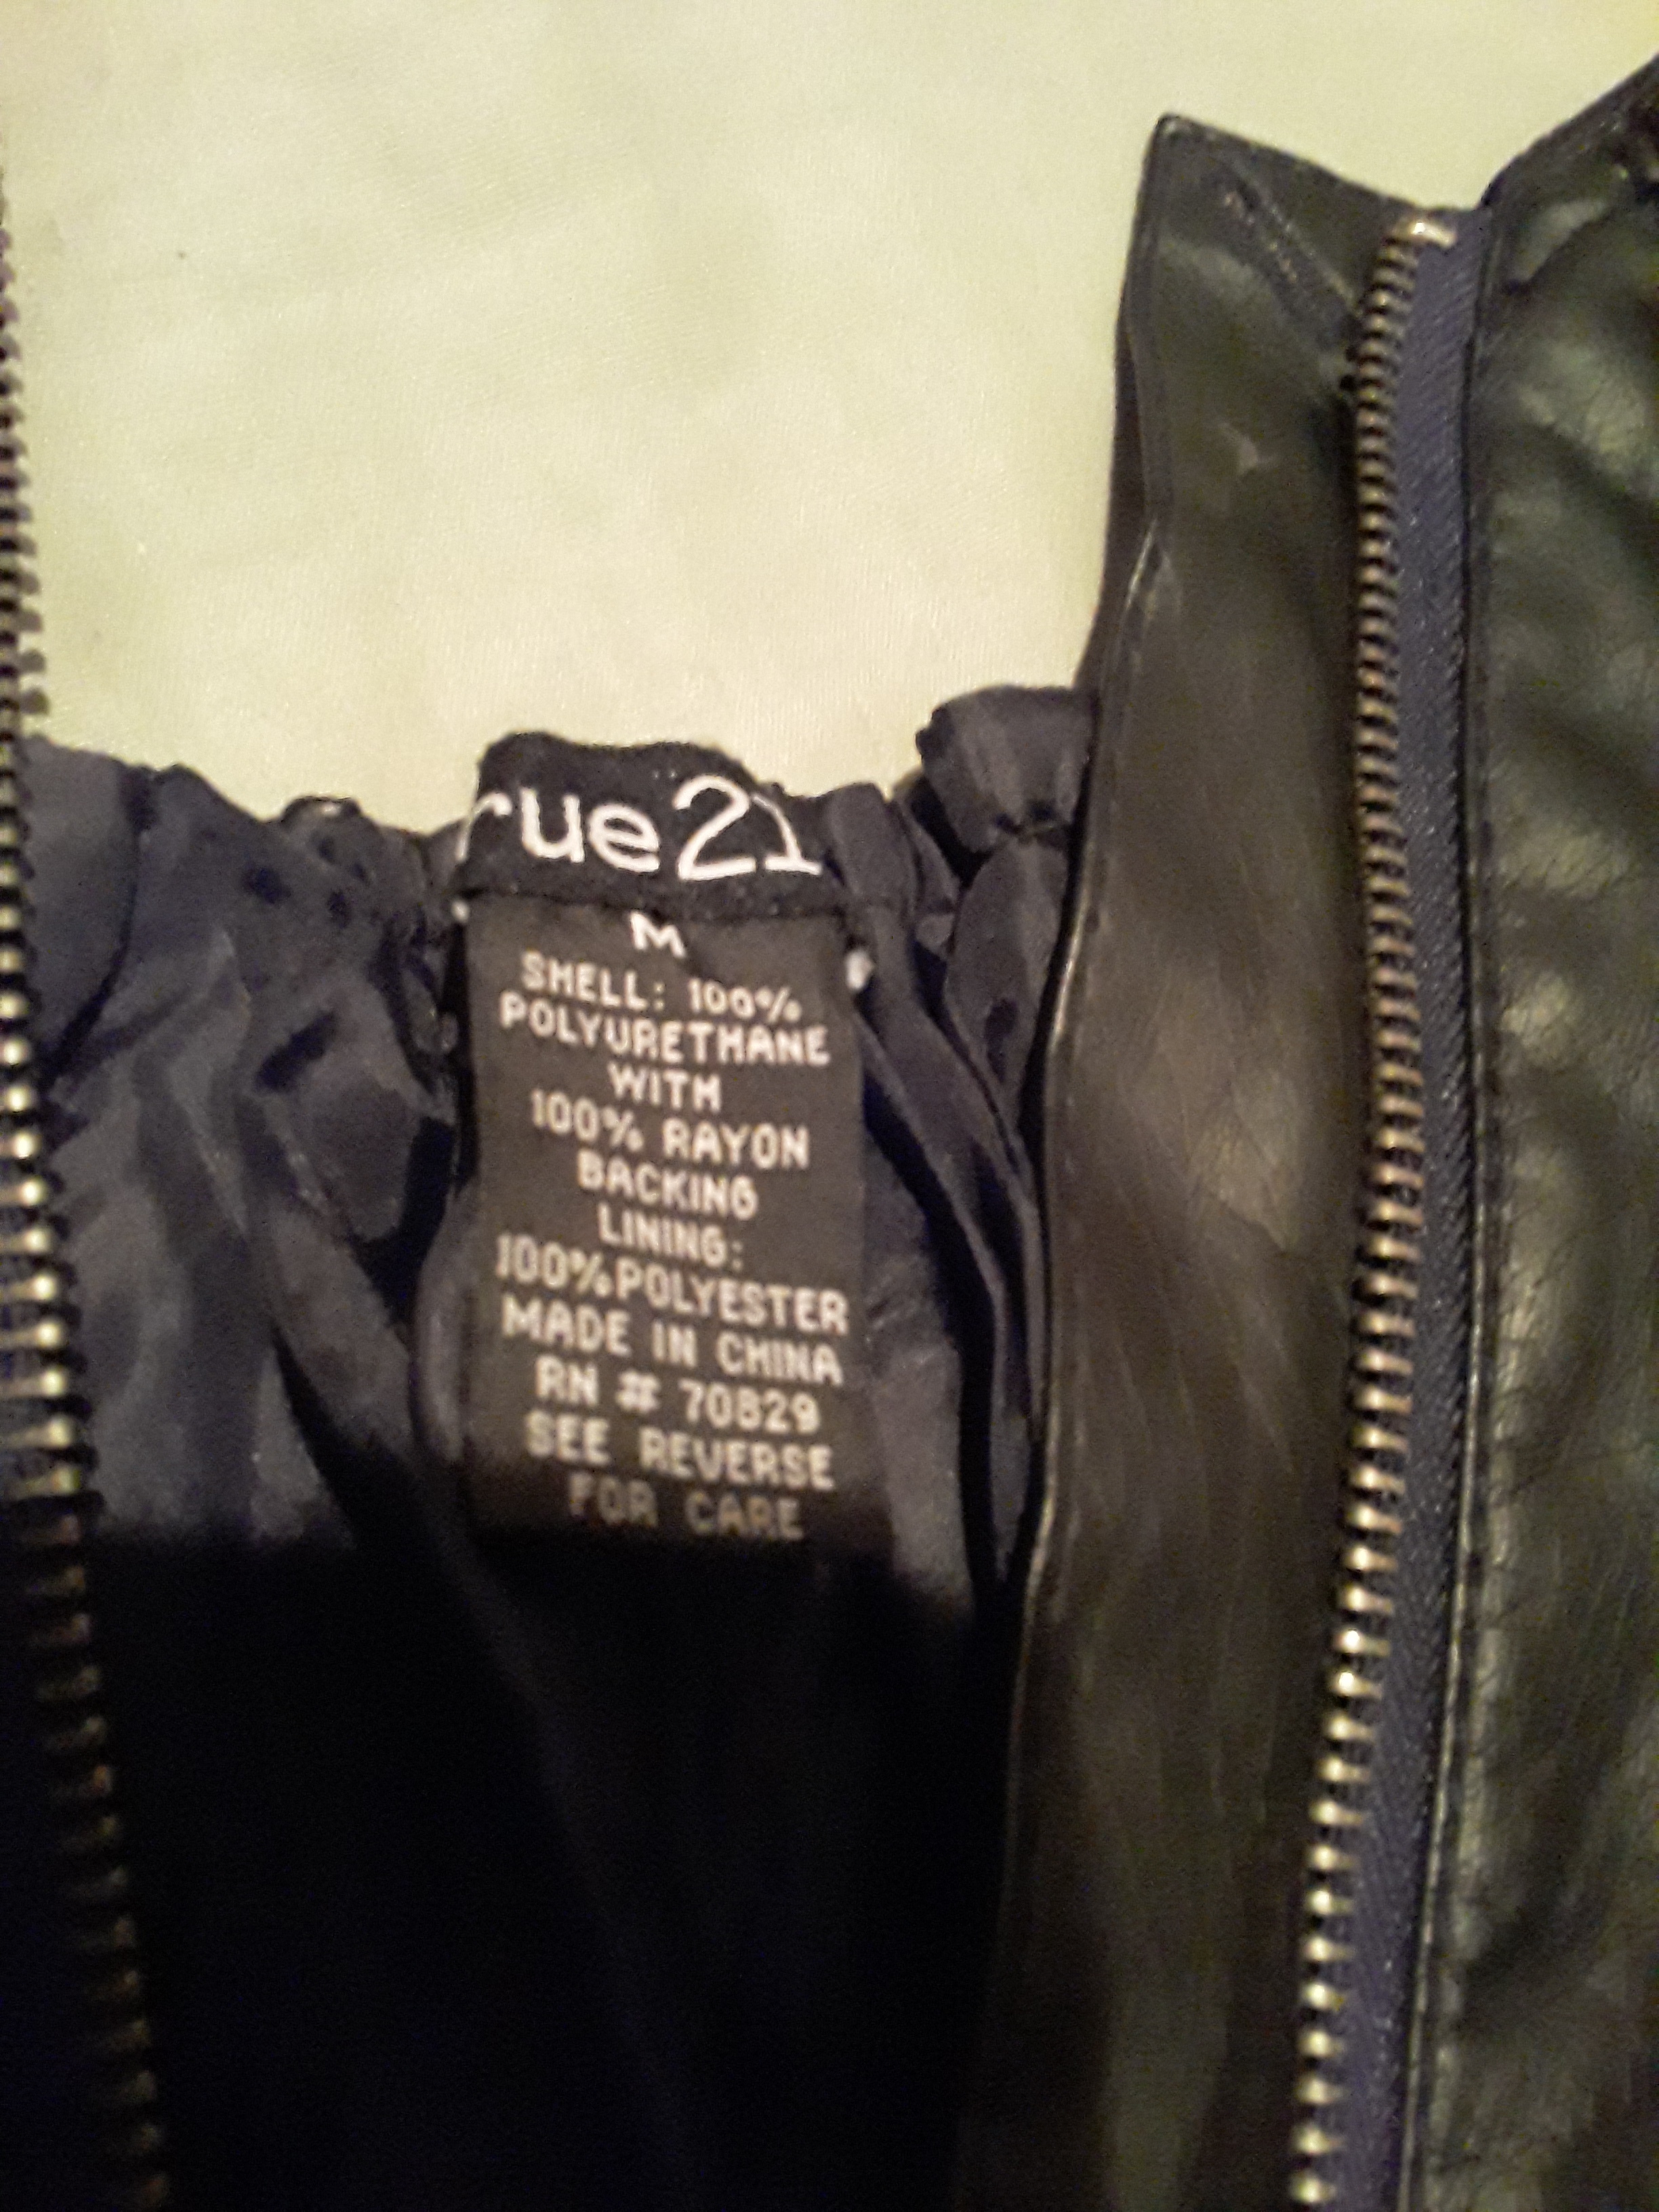 rue21
M
SHELL: 100%
POLYURETHANE
WITH
100% RAYON
BACKING
LINING:
100% POLYESTER
MADE IN CHINA
RN # 70829
SEE REVERSE
FOR CARE